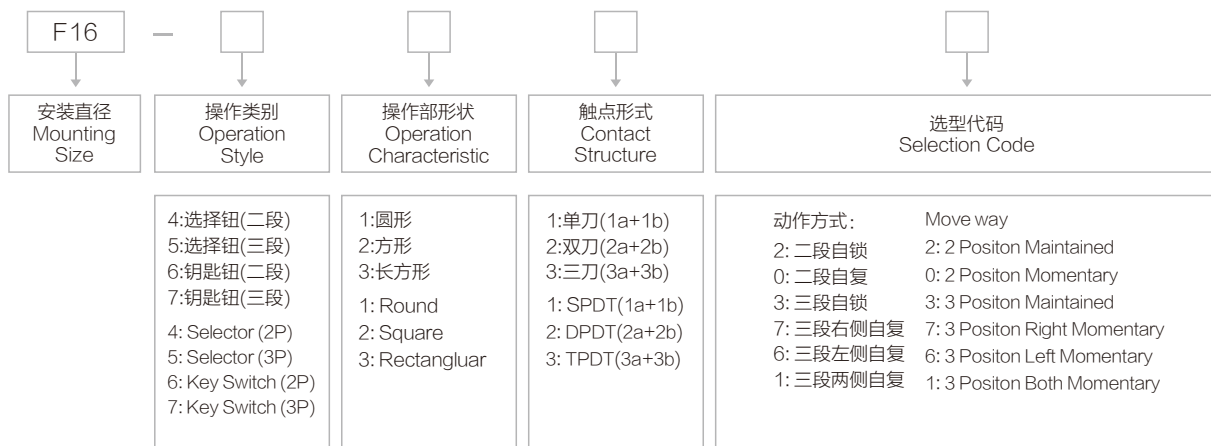 F16 —
安装直径
Mounting
Size
操作类别
Operation
Style
操作部形状
Operation
Characteristic
触点形式
Contact
Structure
选型代码
Selection Code
4:选择钮(二段)
5:选择钮(三段)
6:钥匙钮(二段)
7:钥匙钮(三段)
4: Selector (2P)
5: Selector (3P)
6: Key Switch (2P)
7: Key Switch (3P)
1:圆形
2:方形
3:长方形
1: Round
2: Square
3: Rectangluar
1:单刀(1a+1b)
2:双刀(2a+2b)
3:三刀(3a+3b)
1: SPDT(1a+1b)
2: DPDT(2a+2b)
3: TPDT(3a+3b)
动作方式:
2: 二段自锁
0: 二段自复
3: 三段自锁
7: 三段右侧自复
6: 三段左侧自复
1: 三段两侧自复
Move way
2: 2 Positon Maintained
0: 2 Positon Momentary
3: 3 Positon Maintained
7: 3 Positon Right Momentary
6: 3 Positon Left Momentary
1: 3 Positon Both Momentary